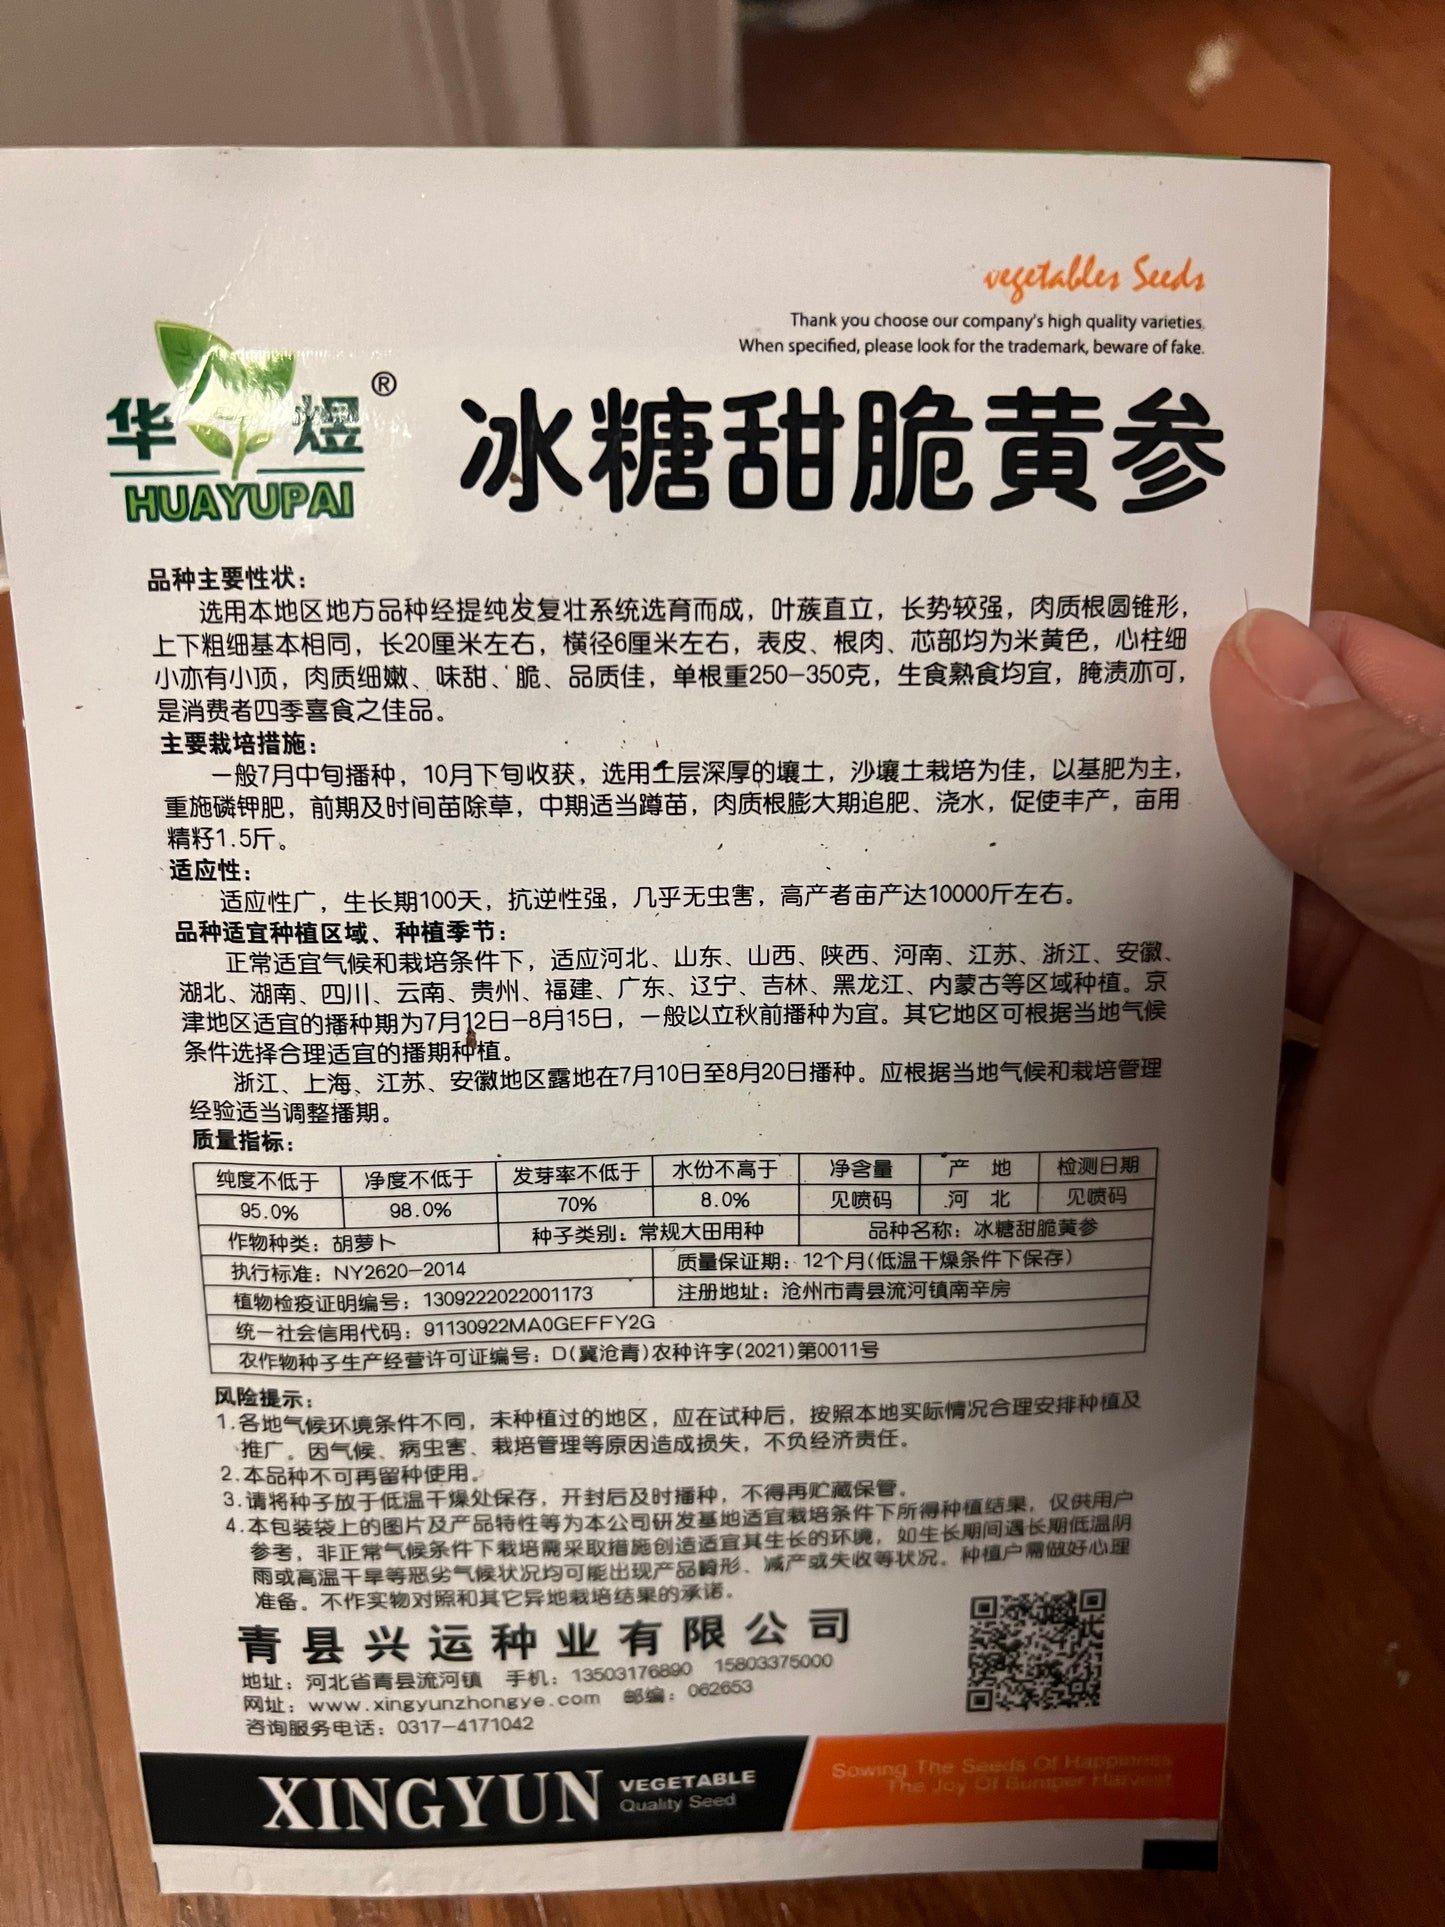 vegetables Seeds
Thank you choose our company's high quality varieties.
When specified, please look for the trademark, beware of fake.
华煜®
HUAYUPAI
冰糖甜脆黄参
品种主要性状：
选用本地区地方品种经提纯发复壮系统选育而成，叶蔟直立，长势较强，肉质根圆锥形，
上下粗细基本相同，长20厘米左右，横径6厘米左右，表皮、根肉、芯部均为米黄色，心柱细
小亦有小顶，肉质细嫩、味甜、脆、品质佳，单根重250-350克，生食熟食均宜，腌渍亦可，
是消费者四季喜食之佳品。
主要栽培措施：
一般7月中旬播种，10月下旬收获，选用土层深厚的壤土，沙壤土栽培为佳，以基肥为主，
重施磷钾肥，前期及时间苗除草，中期适当蹲苗，肉质根膨大期追肥、浇水，促使丰产，亩用
精籽1.5斤。
适应性：
适应性广，生长期100天，抗逆性强，几乎无虫害，高产者亩产达10000斤左右。
品种适宜种植区域、种植季节：
正常适宜气候和栽培条件下，适应河北、山东、山西、陕西、河南、江苏、浙江、安徽、
湖北、湖南、四川、云南、贵州、福建、广东、辽宁、吉林、黑龙江、内蒙古等区域种植。京
津地区适宜的播种期为7月12日-8月15日，一般以立秋前播种为宜。其它地区可根据当地气候
条件选择合理适宜的播期种植。
浙江、上海、江苏、安徽地区露地在7月10日至8月20日播种。应根据当地气候和栽培管理
经验适当调整播期。
质量指标：
纯度不低于 净度不低于 发芽率不低于 水份不高于 净含量 产 地 检测日期
95.0% 98.0% 70% 8.0% 见喷码 河 北 见喷码
作物种类：胡萝卜 种子类别：常规大田用种 品种名称：冰糖甜脆黄参
执行标准：NY2620-2014 质量保证期：12个月(低温干燥条件下保存)
植物检疫证明编号：1309222022001173 注册地址：沧州市青县流河镇南辛房
统一社会信用代码：91130922MA0GEFFY2G
农作物种子生产经营许可证编号：D(冀沧青)农种许字(2021)第0011号
风险提示：
1.各地气候环境条件不同，未种植过的地区，应在试种后，按照本地实际情况合理安排种植及
推广。因气候、病虫害、栽培管理等原因造成损失，不负经济责任。
2.本品种不可再留种使用。
3.请将种子放于低温干燥处保存，开封后及时播种，不得再贮藏保管。
4.本包装袋上的图片及产品特性等为本公司研发基地适宜栽培条件下所得种植结果，仅供用户
参考，非正常气候条件下栽培需采取措施创造适宜其生长的环境，如生长期间遇长期低温阴
雨或高温干旱等恶劣气候状况均可能出现产品畸形、减产或失收等状况。种植户需做好心理
准备。不作实物对照和其它异地栽培结果的承诺。
青县兴运种业有限公司
地址：河北省青县流河镇 手机：13503176890 15803375000
网址：www.xingyunzhongye.com 邮编：062653
咨询服务电话：0317-4171042
XINGYUN VEGETABLE
Quality Seed
Sowing The Seeds Of Happiness
The Joy Of Bumper Harvest